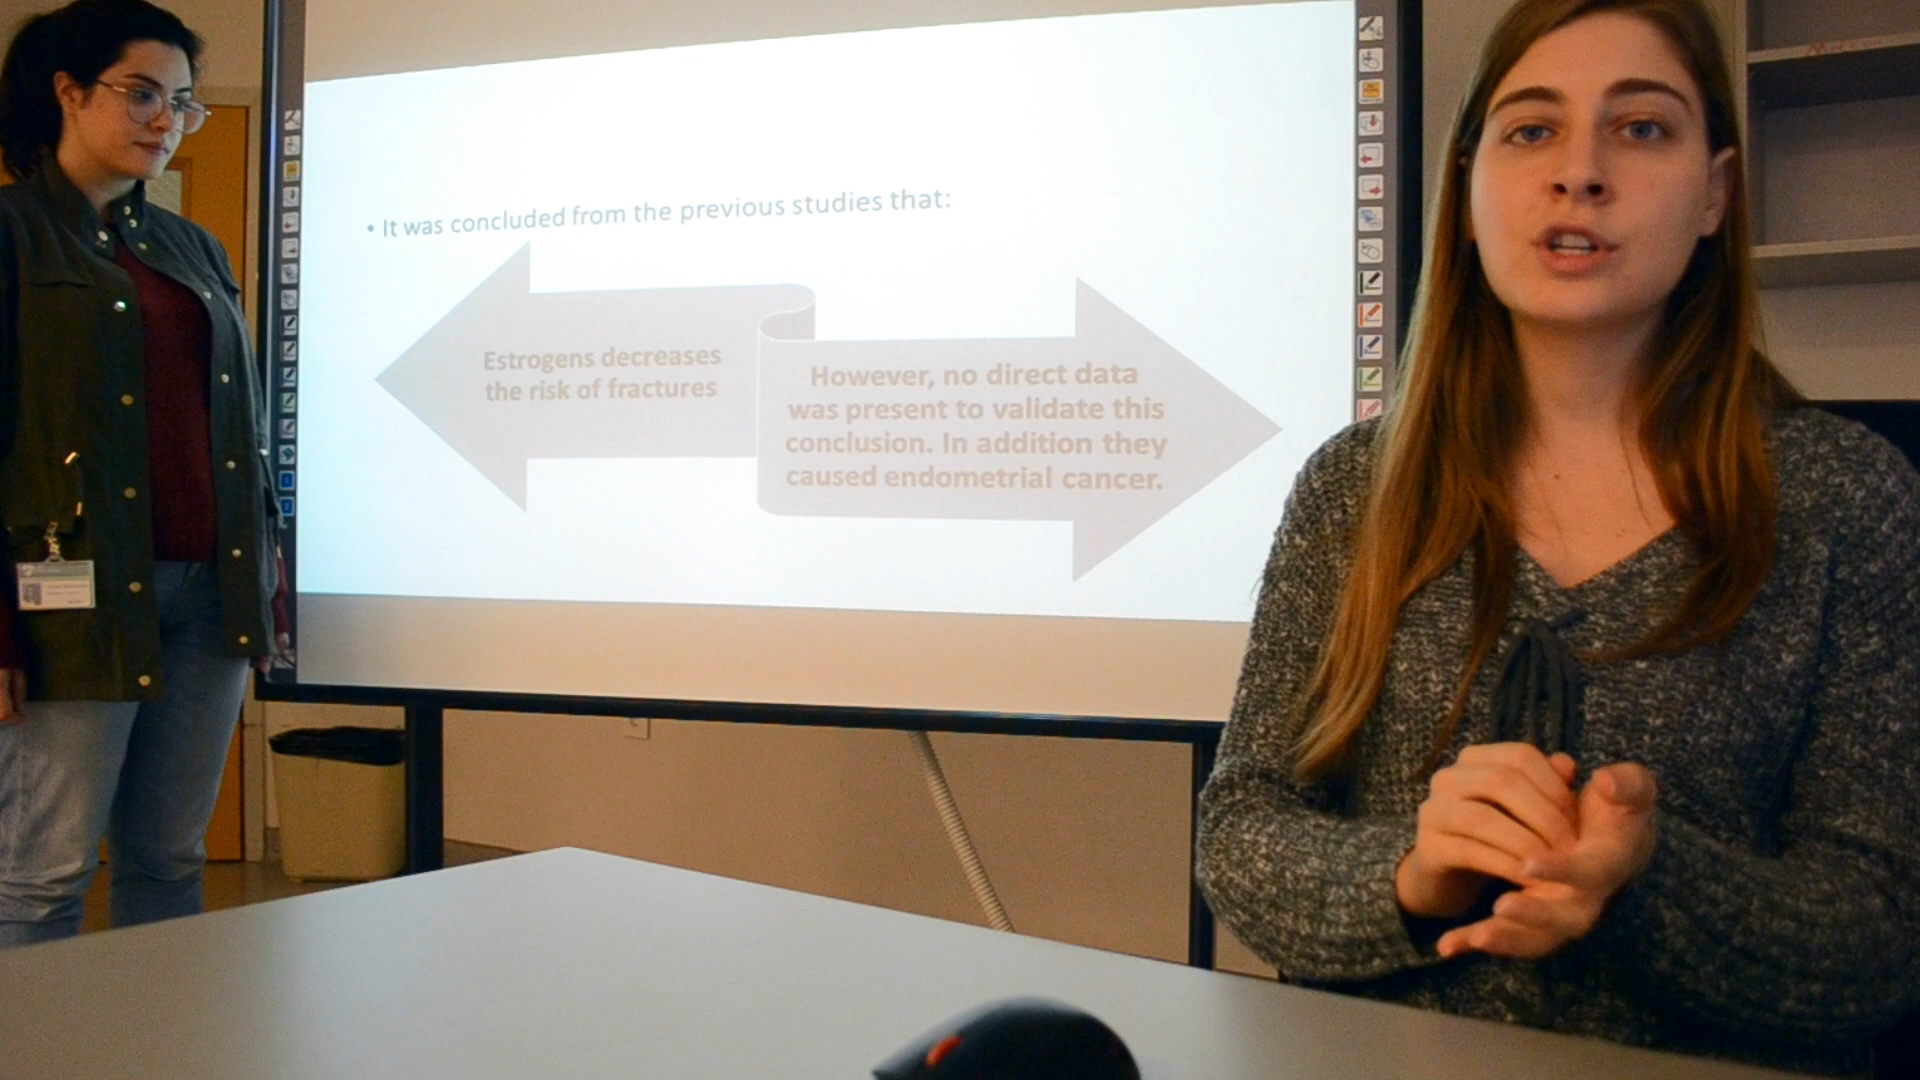 • It was concluded from the previous studies that:
Estrogens decreases
the risk of fractures
However, no direct data
was present to validate this
conclusion. In addition they
caused endometrial cancer.